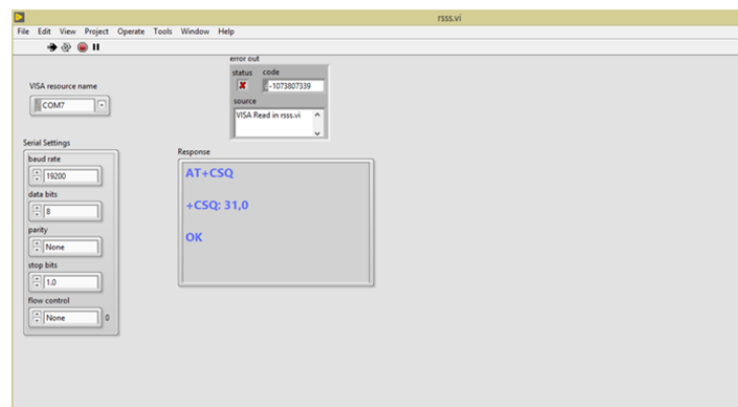 rsss.vi
File Edit View Project Operate Tools Window Help
error out
status code
-1073807339
source
VISA Read in rsss.vi
VISA resource name
COM7
Serial Settings
baud rate
19200
data bits
8
parity
None
stop bits
1.0
flow control
None 0
Response
AT+CSQ
+CSQ: 31,0
OK